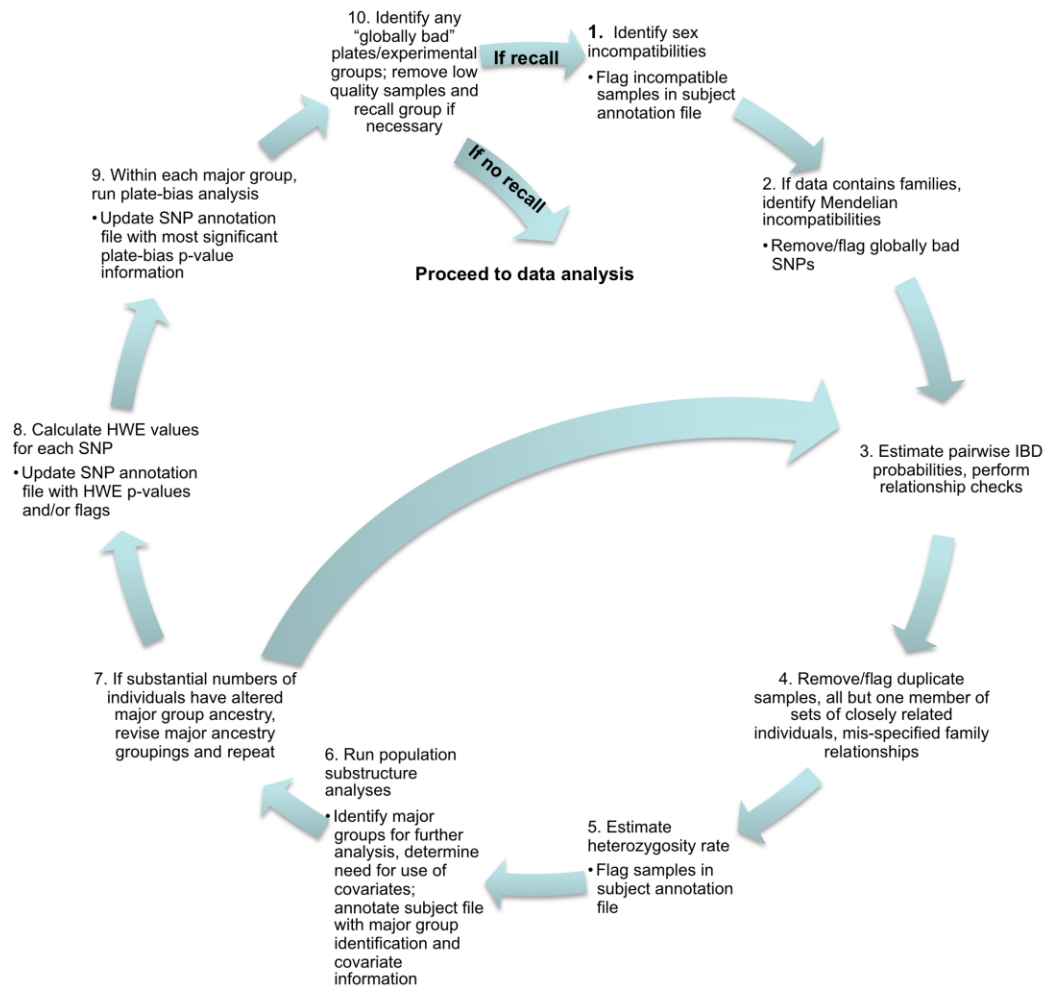 10. Identify any
“globally bad”
plates/experimental
groups; remove low
quality samples and
recall group if
necessary
If recall
1. Identify sex
incompatibilities
• Flag incompatible
samples in subject
annotation file
If no recall
Proceed to data analysis
2. If data contains families,
identify Mendelian
incompatibilities
• Remove/flag globally bad
SNPs
3. Estimate pairwise IBD
probabilities, perform
relationship checks
4. Remove/flag duplicate
samples, all but one member of
sets of closely related
individuals, mis-specified family
relationships
5. Estimate
heterozygosity rate
• Flag samples in
subject annotation
file
6. Run population
substructure
analyses
• Identify major
groups for further
analysis, determine
need for use of
covariates;
annotate subject file
with major group
identification and
covariate
information
7. If substantial numbers of
individuals have altered
major group ancestry,
revise major ancestry
groupings and repeat
8. Calculate HWE values
for each SNP
• Update SNP annotation
file with HWE p-values
and/or flags
9. Within each major group,
run plate-bias analysis
• Update SNP annotation
file with most significant
plate-bias p-value
information